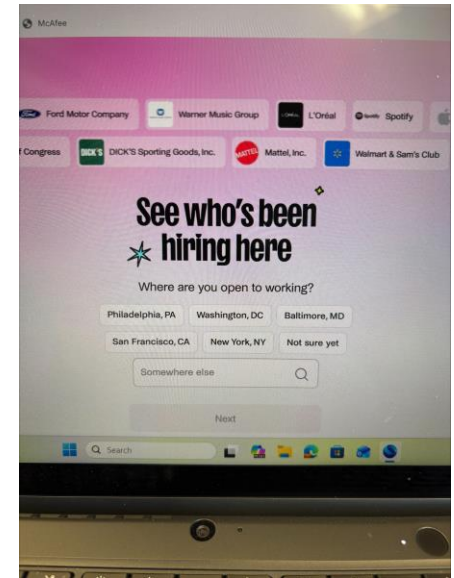 McAfee
Ford Motor Company Warner Music Group L'Oréal Spotify
f Congress DICK'S DICK'S Sporting Goods, Inc. MATTEL Mattel, Inc. Walmart & Sam's Club
See who's been
hiring here
Where are you open to working?
Philadelphia, PA Washington, DC Baltimore, MD
San Francisco, CA New York, NY Not sure yet
Somewhere else
Next
Search